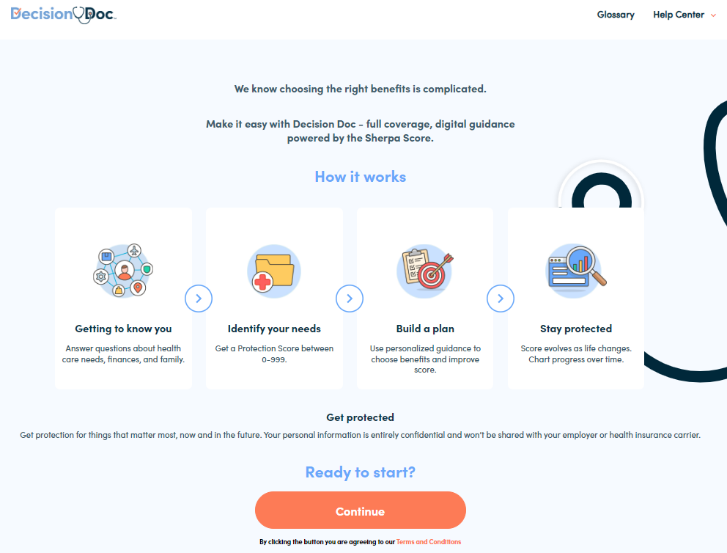 DecisionDoc™
Glossary
Help Center
We know choosing the right benefits is complicated.
Make it easy with Decision Doc - full coverage, digital guidance
powered by the Sherpa Score.
How it works
Getting to know you
Answer questions about health
care needs, finances, and family.
Identify your needs
Get a Protection Score between
0-999.
Build a plan
Use personalized guidance to
choose benefits and improve
score.
Stay protected
Score evolves as life changes.
Chart progress over time.
Get protected
Get protection for things that matter most, now and in the future. Your personal information is entirely confidential and won't be shared with your employer or health insurance carrier.
Ready to start?
Continue
By clicking the button you are agreeing to our Terms and Conditions